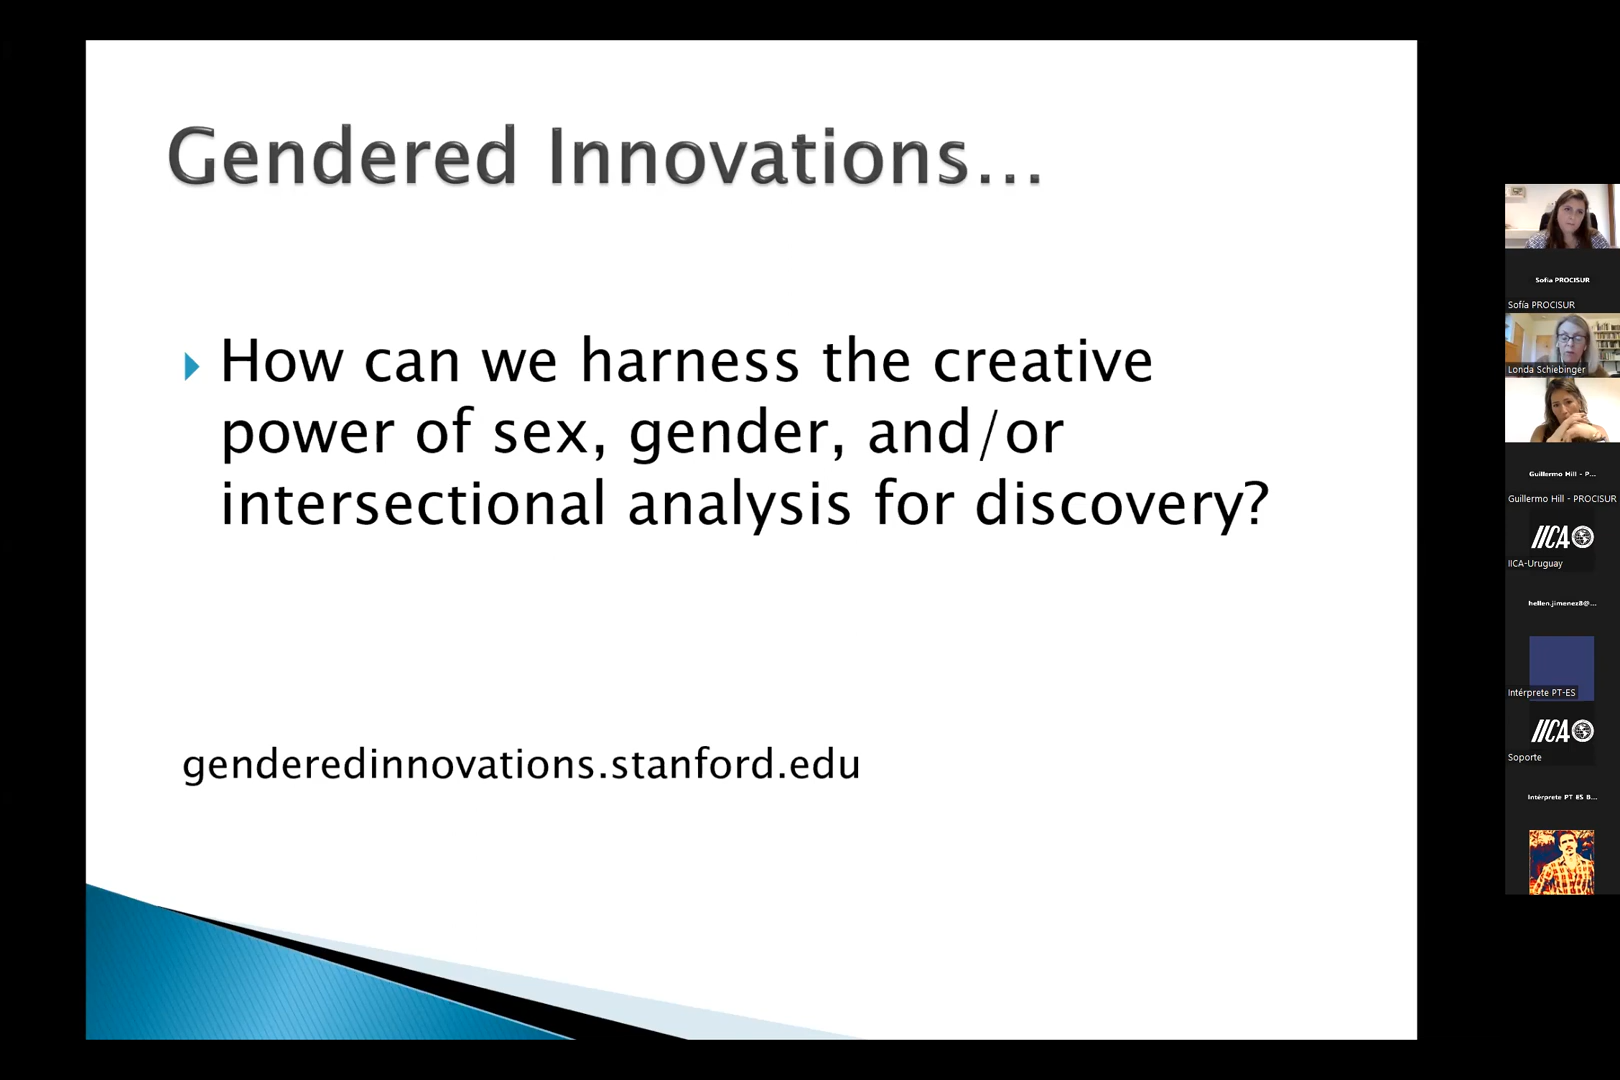 Gendered Innovations...
How can we harness the creative
power of sex, gender, and/or
intersectional analysis for discovery?
genderedinnovations.stanford.edu
Sofía PROCISUR
Sofía PROCISUR
Londa Schiebinger
Guillermo Hill - P...
Guillermo Hill - PROCISUR
IICA
IICA-Uruguay
hellen.jimenez8@...
Intérprete PT-ES
IICA
Soporte
Intérprete PT ES B...